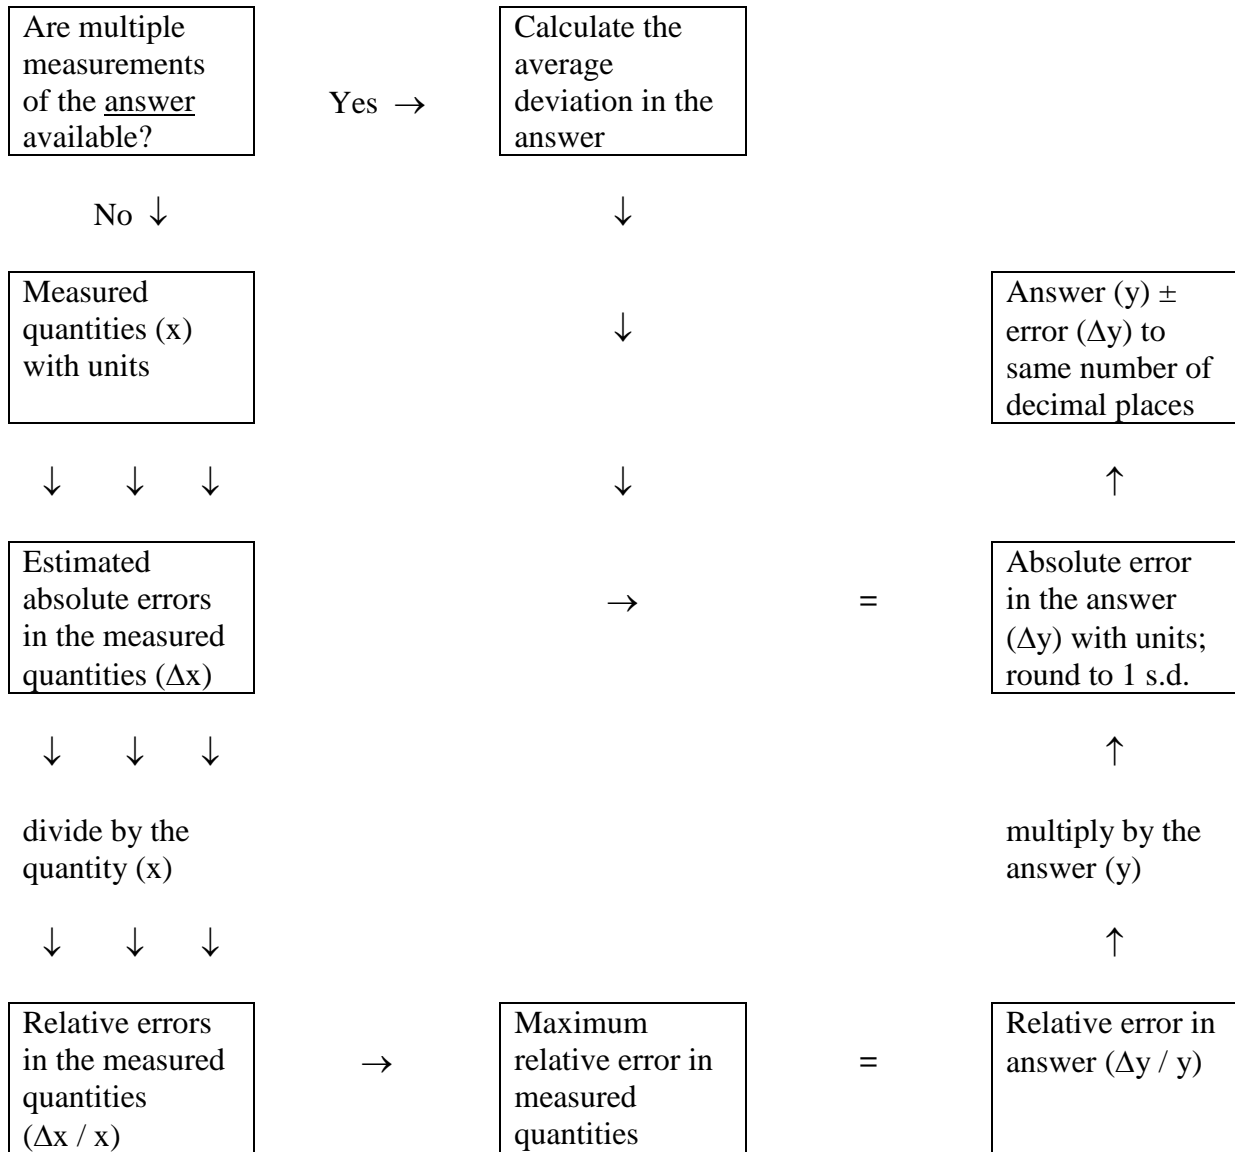 Are multiple
measurements
of the answer
available?
Yes →
Calculate the
average
deviation in the
answer
No ↓
↓
Measured
quantities (x)
with units
↓
Answer (y) ±
error (Δy) to
same number of
decimal places
↓ ↓ ↓
↓
↑
Estimated
absolute errors
in the measured
quantities (Δx)
→
=
Absolute error
in the answer
(Δy) with units;
round to 1 s.d.
↓ ↓ ↓
↑
divide by the
quantity (x)
multiply by the
answer (y)
↓ ↓ ↓
↑
Relative errors
in the measured
quantities
(Δx / x)
→
Maximum
relative error in
measured
quantities
=
Relative error in
answer (Δy / y)